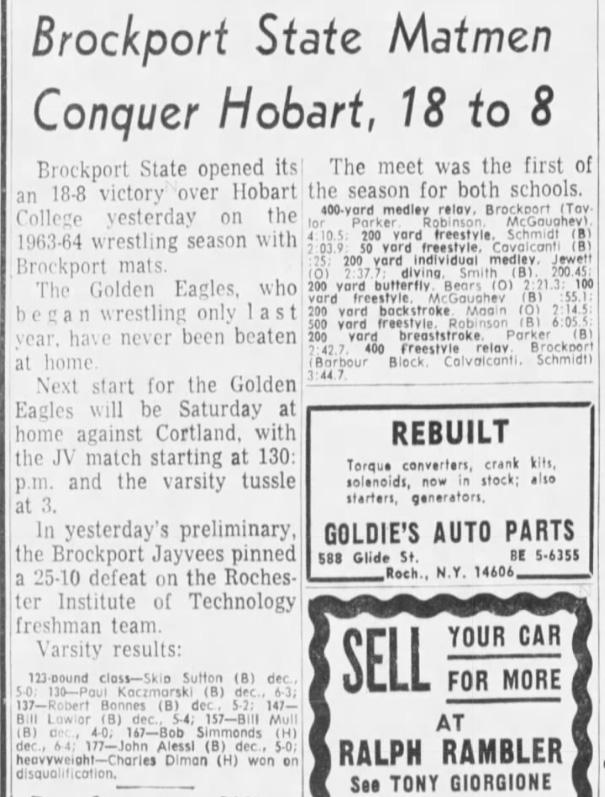 Brockport State Matmen
Conquer Hobart, 18 to 8
Brockport State opened its
an 18-8 victory over Hobart
College yesterday on the
1963-64 wrestling season with
Brockport mats.
The Golden Eagles, who
began wrestling only last
year, have never been beaten
at home.
Next start for the Golden
Eagles will be Saturday at
home against Cortland, with
the JV match starting at 130:
p.m. and the varsity tussle
at 3.
In yesterday's preliminary,
the Brockport Jayvees pinned
a 25-10 defeat on the Roches-
ter Institute of Technology
freshman team.
Varsity results:
123-pound class—Skip Sutton (B) dec.,
5-0; 130—Paul Kaczmarski (B) dec., 6-3;
137—Robert Bonnes (B) dec., 5-2; 147—
Bill Lawlor (B) dec., 5-4; 157—Bill Mull
(B) dec., 4-0; 167—Bob Simmonds (H)
dec., 6-4; 177—John Alessi (B) dec., 5-0;
heavyweight—Charles Diman (H) won on
disqualification.
The meet was the first of
the season for both schools.
400-yard medley relay, Brockport (Tay-
lor Parker, Robinson, McGaughey),
4:10.5; 200 yard freestyle, Schmidt (B)
2:03.9; 50 yard freestyle, Cavalcanti (B)
:25; 200 yard individual medley, Jewett
(O) 2:37.7; diving, Smith (B), 200.45;
200 yard butterfly, Bears (O) 2:21.3; 100
yard freestyle, McGaughey (B) :55.1;
200 yard backstroke, Magin (O) 2:14.5;
500 yard freestyle, Robinson (B) 6:05.5;
200 yard breaststroke, Parker (B)
2:42.7, 400 freestyle relay, Brockport
(Barbour Block, Calvalcanti, Schmidt)
3:44.7.
REBUILT
Torque converters, crank kits,
solenoids, now in stock; also
starters, generators.
GOLDIE'S AUTO PARTS
588 Glide St. BE 5-6355
Roch., N.Y. 14606
SELL YOUR CAR
FOR MORE
AT
RALPH RAMBLER
See TONY GIORGIONE